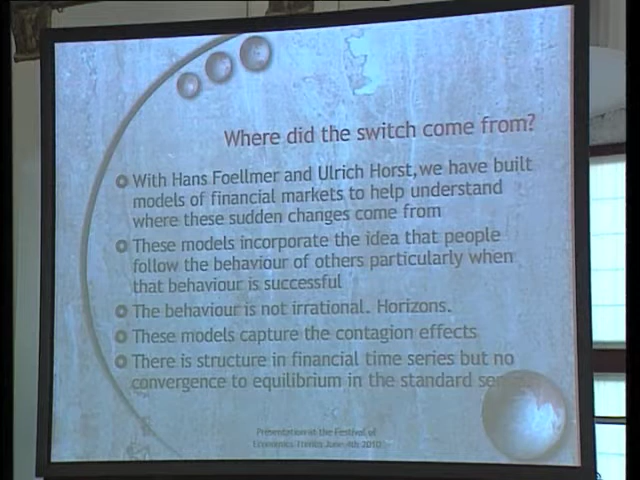 Where did the switch come from?
With Hans Foellmer and Ulrich Horst, we have built
models of financial markets to help understand
where these sudden changes come from
These models incorporate the idea that people
follow the behaviour of others particularly when
that behaviour is successful
The behaviour is not irrational. Horizons.
These models capture the contagion effects
There is structure in financial time series but no
convergence to equilibrium in the standard
Presentation at the Festival of
Economics Trento June 4th 2010